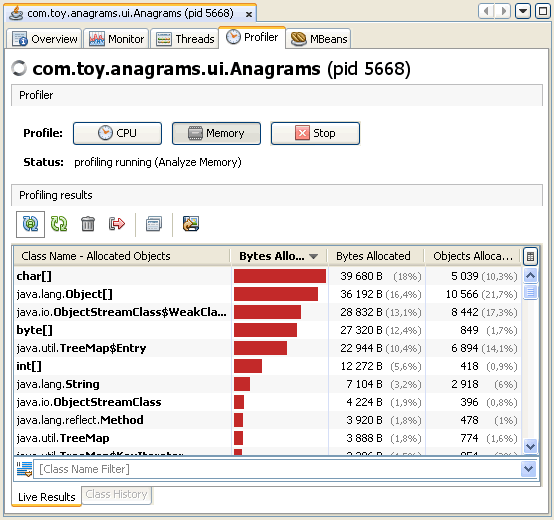 com.toy.anagrams.ui.Anagrams (pid 5668)
Overview Monitor Threads Profiler MBeans
com.toy.anagrams.ui.Anagrams (pid 5668)
Profiler
Profile: CPU Memory Stop
Status: profiling running (Analyze Memory)
Profiling results
Class Name - Allocated Objects Bytes Allo... Bytes Allocated Objects Alloca...
char[] 39 680 B (18%) 5 039 (10,3%)
java.lang.Object[] 36 192 B (16,4%) 10 566 (21,7%)
java.io.ObjectStreamClass$WeakCla... 28 832 B (13,1%) 8 442 (17,3%)
byte[] 27 320 B (12,4%) 849 (1,7%)
java.util.TreeMap$Entry 22 944 B (10,4%) 6 894 (14,1%)
int[] 12 272 B (5,6%) 418 (0,9%)
java.lang.String 7 104 B (3,2%) 2 918 (6%)
java.io.ObjectStreamClass 4 224 B (1,9%) 396 (0,8%)
java.lang.reflect.Method 3 920 B (1,8%) 478 (1%)
java.util.TreeMap 3 888 B (1,8%) 774 (1,6%)
java.util.TreeMap$KeyIterator
[Class Name Filter]
Live Results Class History